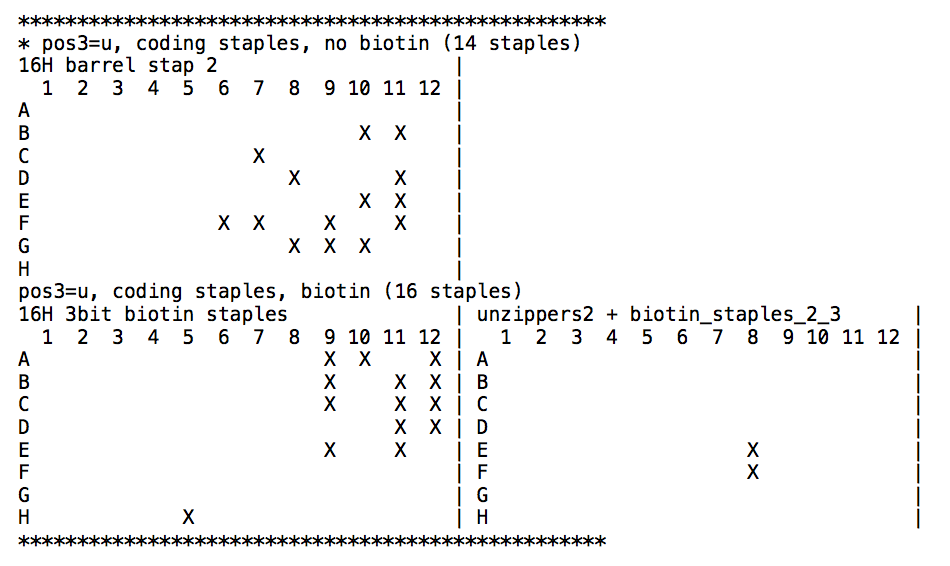 **************************************************
* pos3=u, coding staples, no biotin (14 staples)
16H barrel stap 2                    |
  1  2  3  4  5  6  7  8  9 10 11 12 |
A                                    |
B                            X  X    |
C                   X                |
D                      X        X    |
E                            X  X    |
F                X  X     X     X    |
G                      X  X  X       |
H                                    |
pos3=u, coding staples, biotin (16 staples)
16H 3bit biotin staples              | unzippers2 + biotin_staples_2_3      |
  1  2  3  4  5  6  7  8  9 10 11 12 |   1  2  3  4  5  6  7  8  9 10 11 12 |
A                         X  X     X | A                                    |
B                         X     X  X | B                                    |
C                         X     X  X | C                                    |
D                               X  X | D                                    |
E                         X     X    | E                      X             |
F                                    | F                      X             |
G                                    | G                                    |
H             X                      | H                                    |
**************************************************